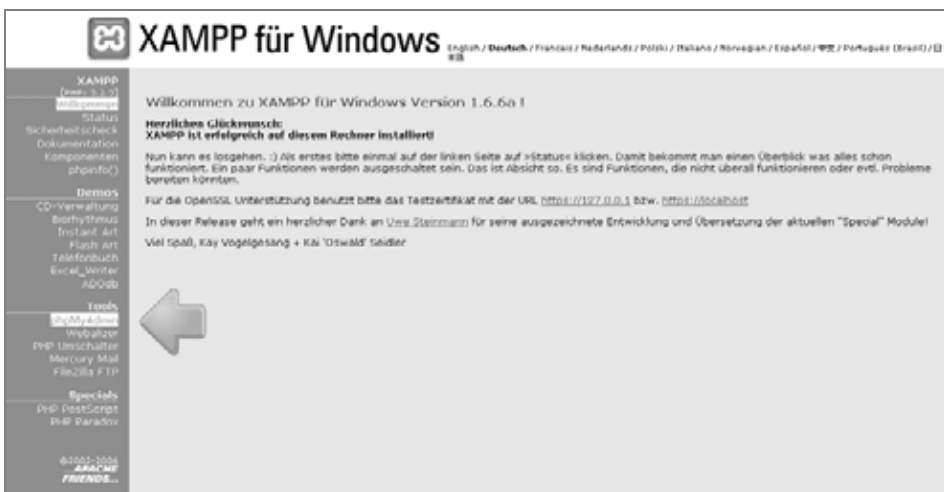 XAMPP für Windows
English / Deutsch / Francais / Nederlands / Polski / Italiano / Norwegian / Español / 中文 / Português (Brasil) / 日
本語
XAMPP
[PHP: 5.2.5]
Willkommen
Status
Sicherheitscheck
Dokumentation
Komponenten
phpinfo()
Demos
CD-Verwaltung
Biorhythmus
Instant Art
Flash Art
Telefonbuch
Excel_Writer
ADOdb
Tools
phpMyAdmin
Webalizer
PHP Umschalter
Mercury Mail
FileZilla FTP
Specials
PHP PostScript
PHP Paradox
©2002-2006
...APACHE
FRIENDS...
Willkommen zu XAMPP für Windows Version 1.6.6a !
Herzlichen Glückwunsch:
XAMPP ist erfolgreich auf diesem Rechner installiert!
Nun kann es losgehen. :) Als erstes bitte einmal auf der linken Seite auf »Status« klicken. Damit bekommt man einen Überblick was alles schon
funktioniert. Ein paar Funktionen werden ausgeschaltet sein. Das ist Absicht so. Es sind Funktionen, die nicht überall funktionieren oder evtl. Probleme
bereiten könnten.
Für die OpenSSL Unterstützung benutzt bitte das Testzertifikat mit der URL https://127.0.0.1 bzw. https://localhost
In dieser Release geht ein herzlicher Dank an Uwe Steinmann für seine ausgezeichnete Entwicklung und Übersetzung der aktuellen "Special" Module!
Viel Spaß, Kay Vogelgesang + Kai 'Oswald' Seidler